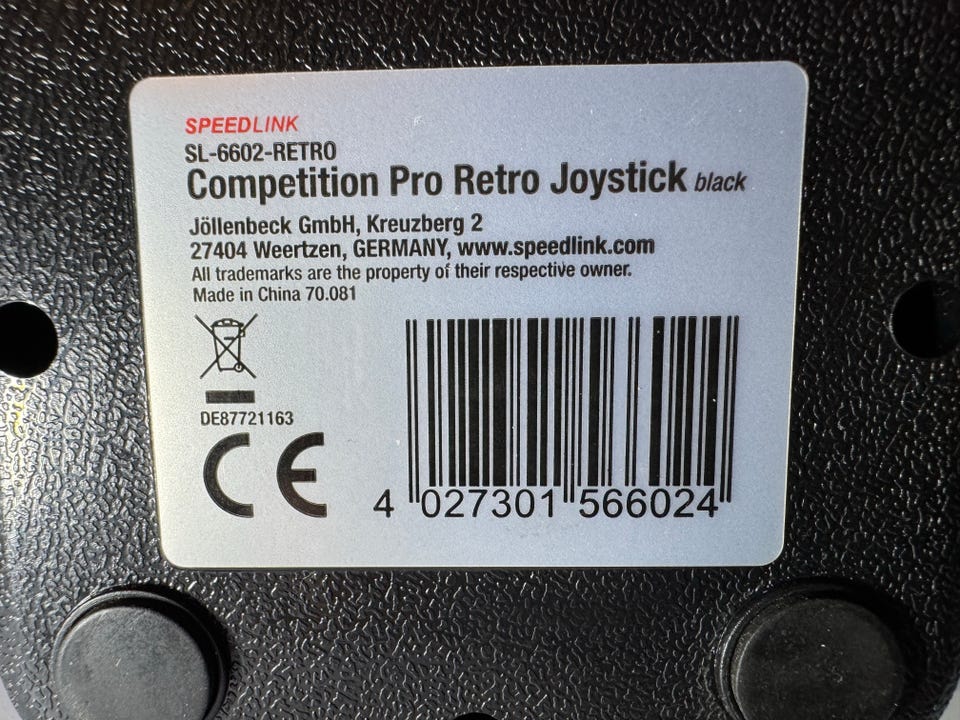 SPEEDLINK
SL-6602-RETRO
Competition Pro Retro Joystick black
Jöllenbeck GmbH, Kreuzberg 2
27404 Weertzen, GERMANY, www.speedlink.com
All trademarks are the property of their respective owner.
Made in China 70.081
DE87721163
CE
4 027301 566024